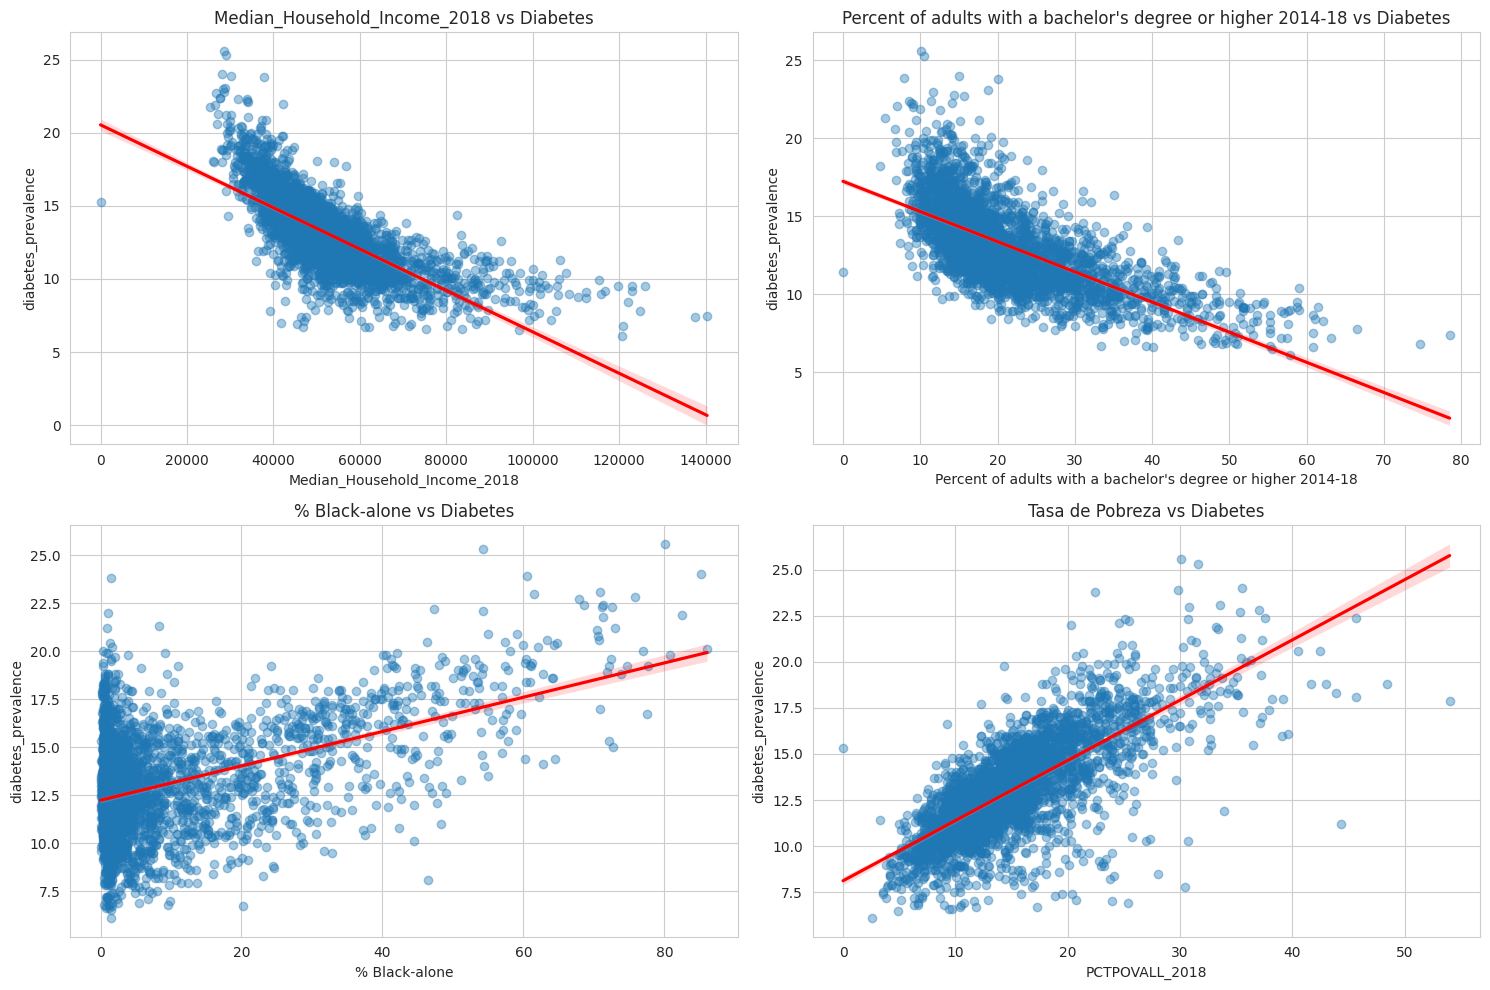 Median_Household_Income_2018 vs Diabetes
25
20
15
10
5
0
diabetes_prevalence
0 20000 40000 60000 80000 100000 120000 140000
Median_Household_Income_2018
Percent of adults with a bachelor's degree or higher 2014-18 vs Diabetes
25
20
15
10
5
diabetes_prevalence
0 10 20 30 40 50 60 70 80
Percent of adults with a bachelor's degree or higher 2014-18
% Black-alone vs Diabetes
25.0
22.5
20.0
17.5
15.0
12.5
10.0
7.5
diabetes_prevalence
0 20 40 60 80
% Black-alone
Tasa de Pobreza vs Diabetes
25.0
22.5
20.0
17.5
15.0
12.5
10.0
7.5
diabetes_prevalence
0 10 20 30 40 50
PCTPOVALL_2018